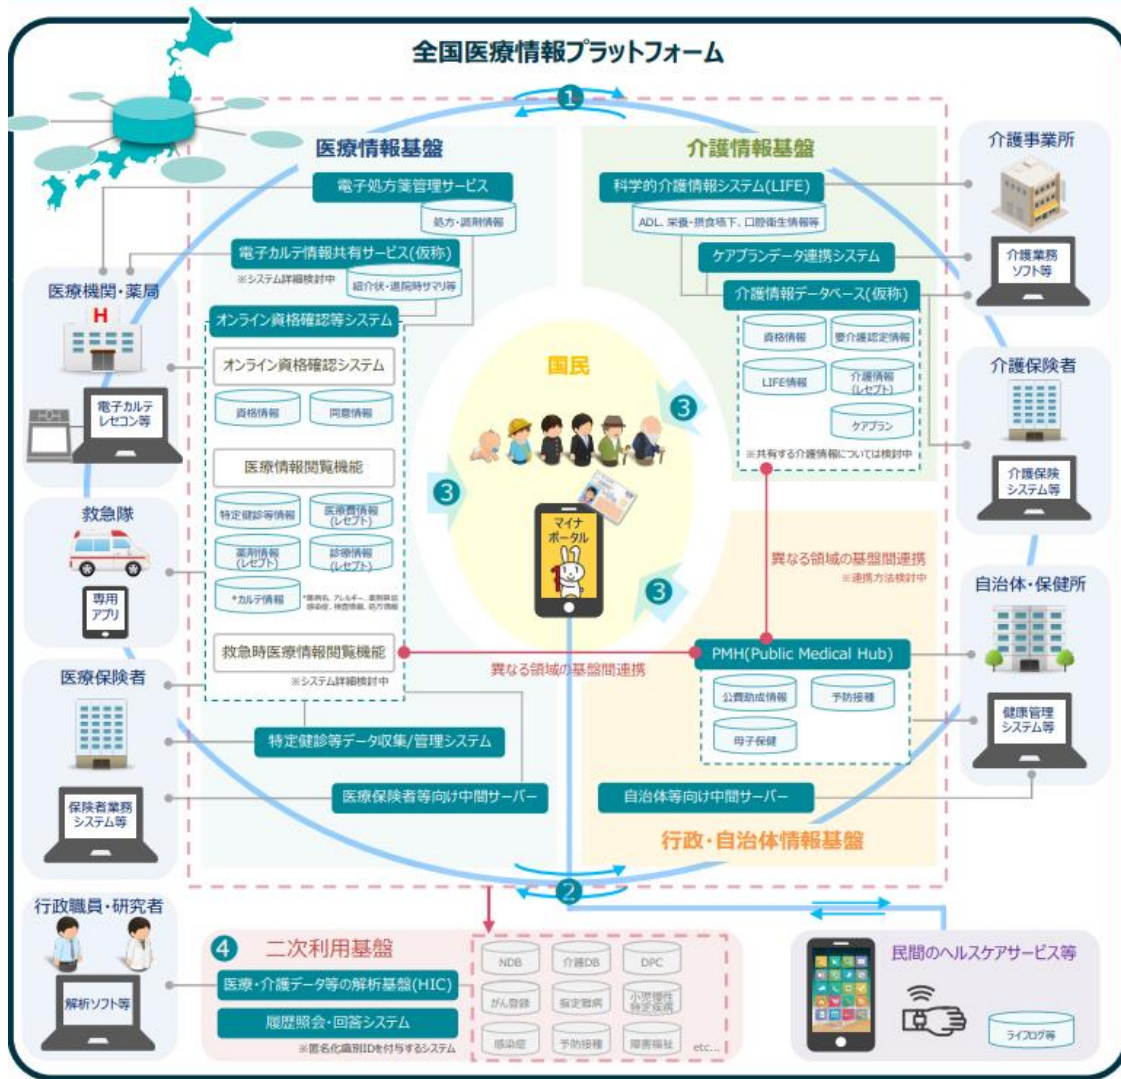 全国医療情報プラットフォーム
❶
医療情報基盤
電子処方薬管理サービス
処方・調剤情報
電子カルテ情報共有サービス(仮称)
※システム詳細検討中
紹介状・退院時サマリ等
オンライン資格確認等システム
オンライン資格確認システム
資格情報
同意情報
医療情報閲覧機能
特定健診等情報
医療費情報
(レセプト)
薬剤情報
(レセプト)
診療情報
(レセプト)
*カルテ情報
*傷病名、アレルギー、薬剤禁忌
感染症、検査情報、処方情報
救急時医療情報閲覧機能
※システム詳細検討中
特定健診等データ収集/管理システム
医療保険者等向け中間サーバー
介護情報基盤
科学的介護情報システム(LIFE)
ADL、栄養・摂食嚥下、口腔衛生情報等
ケアプランデータ連携システム
介護情報データベース(仮称)
資格情報
要介護認定情報
LIFE情報
介護情報
(レセプト)
ケアプラン
※共有する介護情報については検討中
国民
❸
❸
❸
マイナ
ポータル
異なる領域の基盤間連携
※連携方法検討中
異なる領域の基盤間連携
PMH(Public Medical Hub)
公費助成情報
予防接種
母子保健
自治体等向け中間サーバー
行政・自治体情報基盤
❷
医療機関・薬局
H
電子カルテ
レセコン等
救急隊
専用
アプリ
医療保険者
保険者業務
システム等
行政職員・研究者
解析ソフト等
介護事業所
介護業務
ソフト等
介護保険者
介護保険
システム等
自治体・保健所
健康管理
システム等
❹ 二次利用基盤
医療・介護データ等の解析基盤(HIC)
履歴照会・回答システム
※匿名化識別IDを付与するシステム
NDB
介護DB
DPC
がん登録
指定難病
小児慢性
特定疾病
感染症
予防接種
障害福祉
etc...
民間のヘルスケアサービス等
ライフログ等